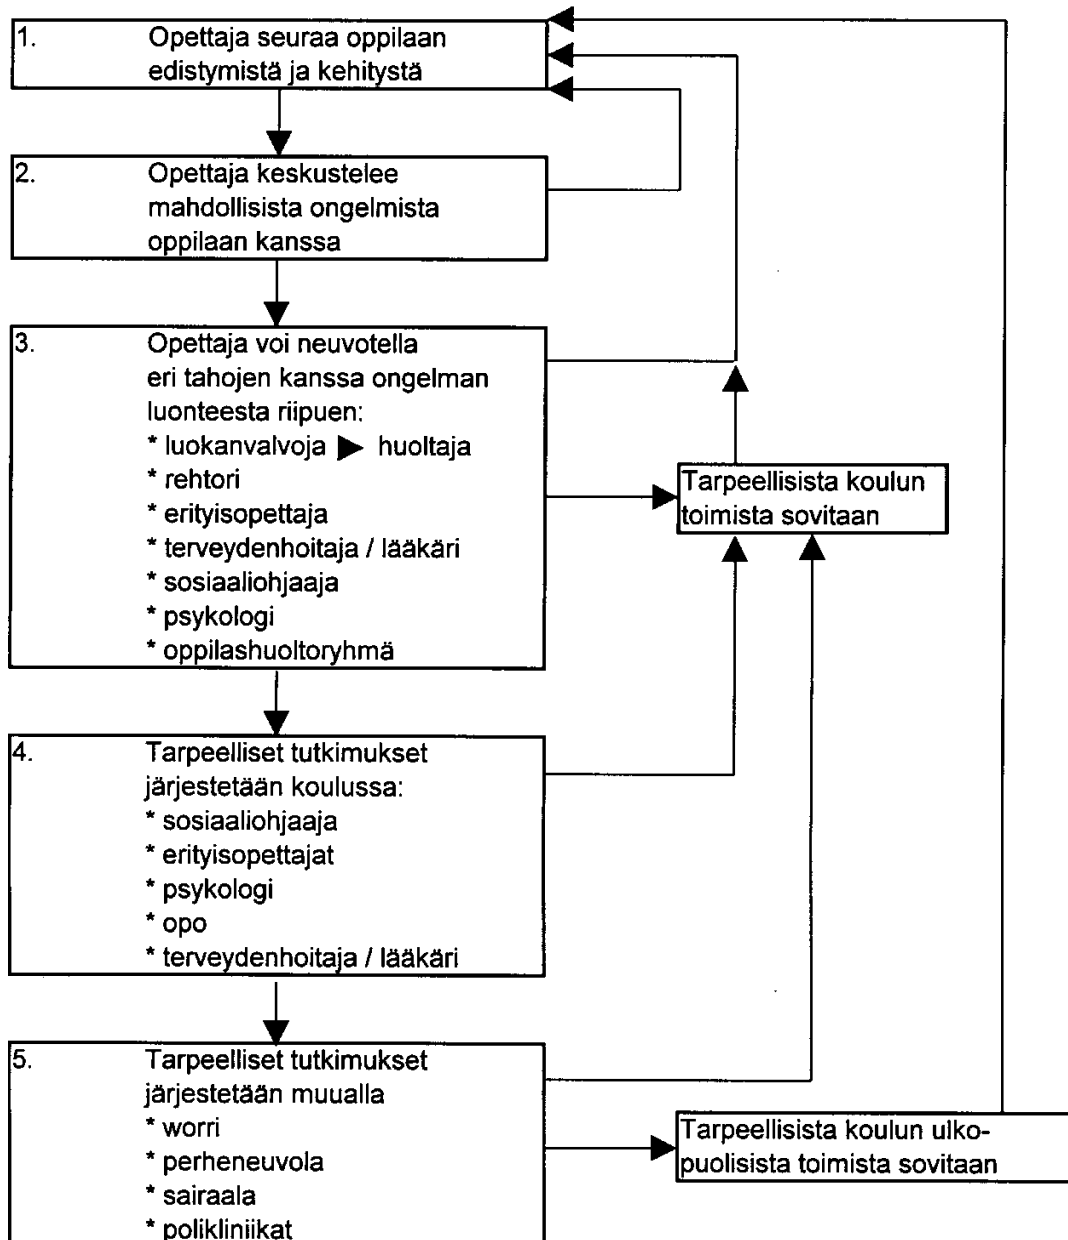 1. Opettaja seuraa oppilaan
edistymistä ja kehitystä
2. Opettaja keskustelee
mahdollisista ongelmista
oppilaan kanssa
3. Opettaja voi neuvotella
eri tahojen kanssa ongelman
luonteesta riipuen:
* luokanvalvoja ▶ huoltaja
* rehtori
* erityisopettaja
* terveydenhoitaja / lääkäri
* sosiaaliohjaaja
* psykologi
* oppilashuoltoryhmä
Tarpeellisista koulun
toimista sovitaan
4. Tarpeelliset tutkimukset
järjestetään koulussa:
* sosiaaliohjaaja
* erityisopettajat
* psykologi
* opo
* terveydenhoitaja / lääkäri
5. Tarpeelliset tutkimukset
järjestetään muualla
* worri
* perheneuvola
* sairaala
* polikliniikat
Tarpeellisista koulun ulko-
puolisista toimista sovitaan